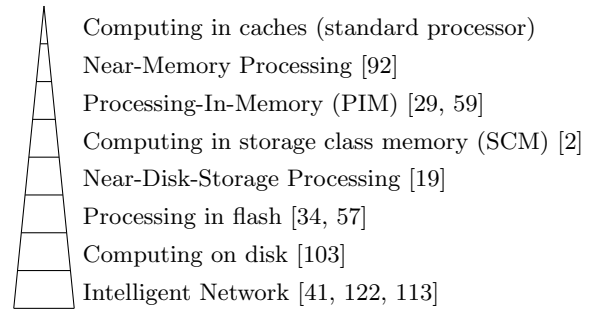 Computing in caches (standard processor)
Near-Memory Processing [92]
Processing-In-Memory (PIM) [29, 59]
Computing in storage class memory (SCM) [2]
Near-Disk-Storage Processing [19]
Processing in flash [34, 57]
Computing on disk [103]
Intelligent Network [41, 122, 113]